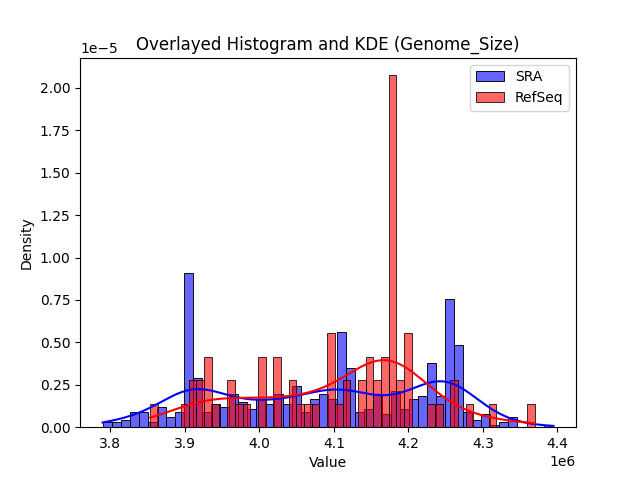 Overlayed Histogram and KDE (Genome_Size)
1e−5
SRA
RefSeq
2.00
1.75
1.50
1.25
1.00
0.75
0.50
0.25
0.00
Density
3.8 3.9 4.0 4.1 4.2 4.3 4.4
Value
1e6